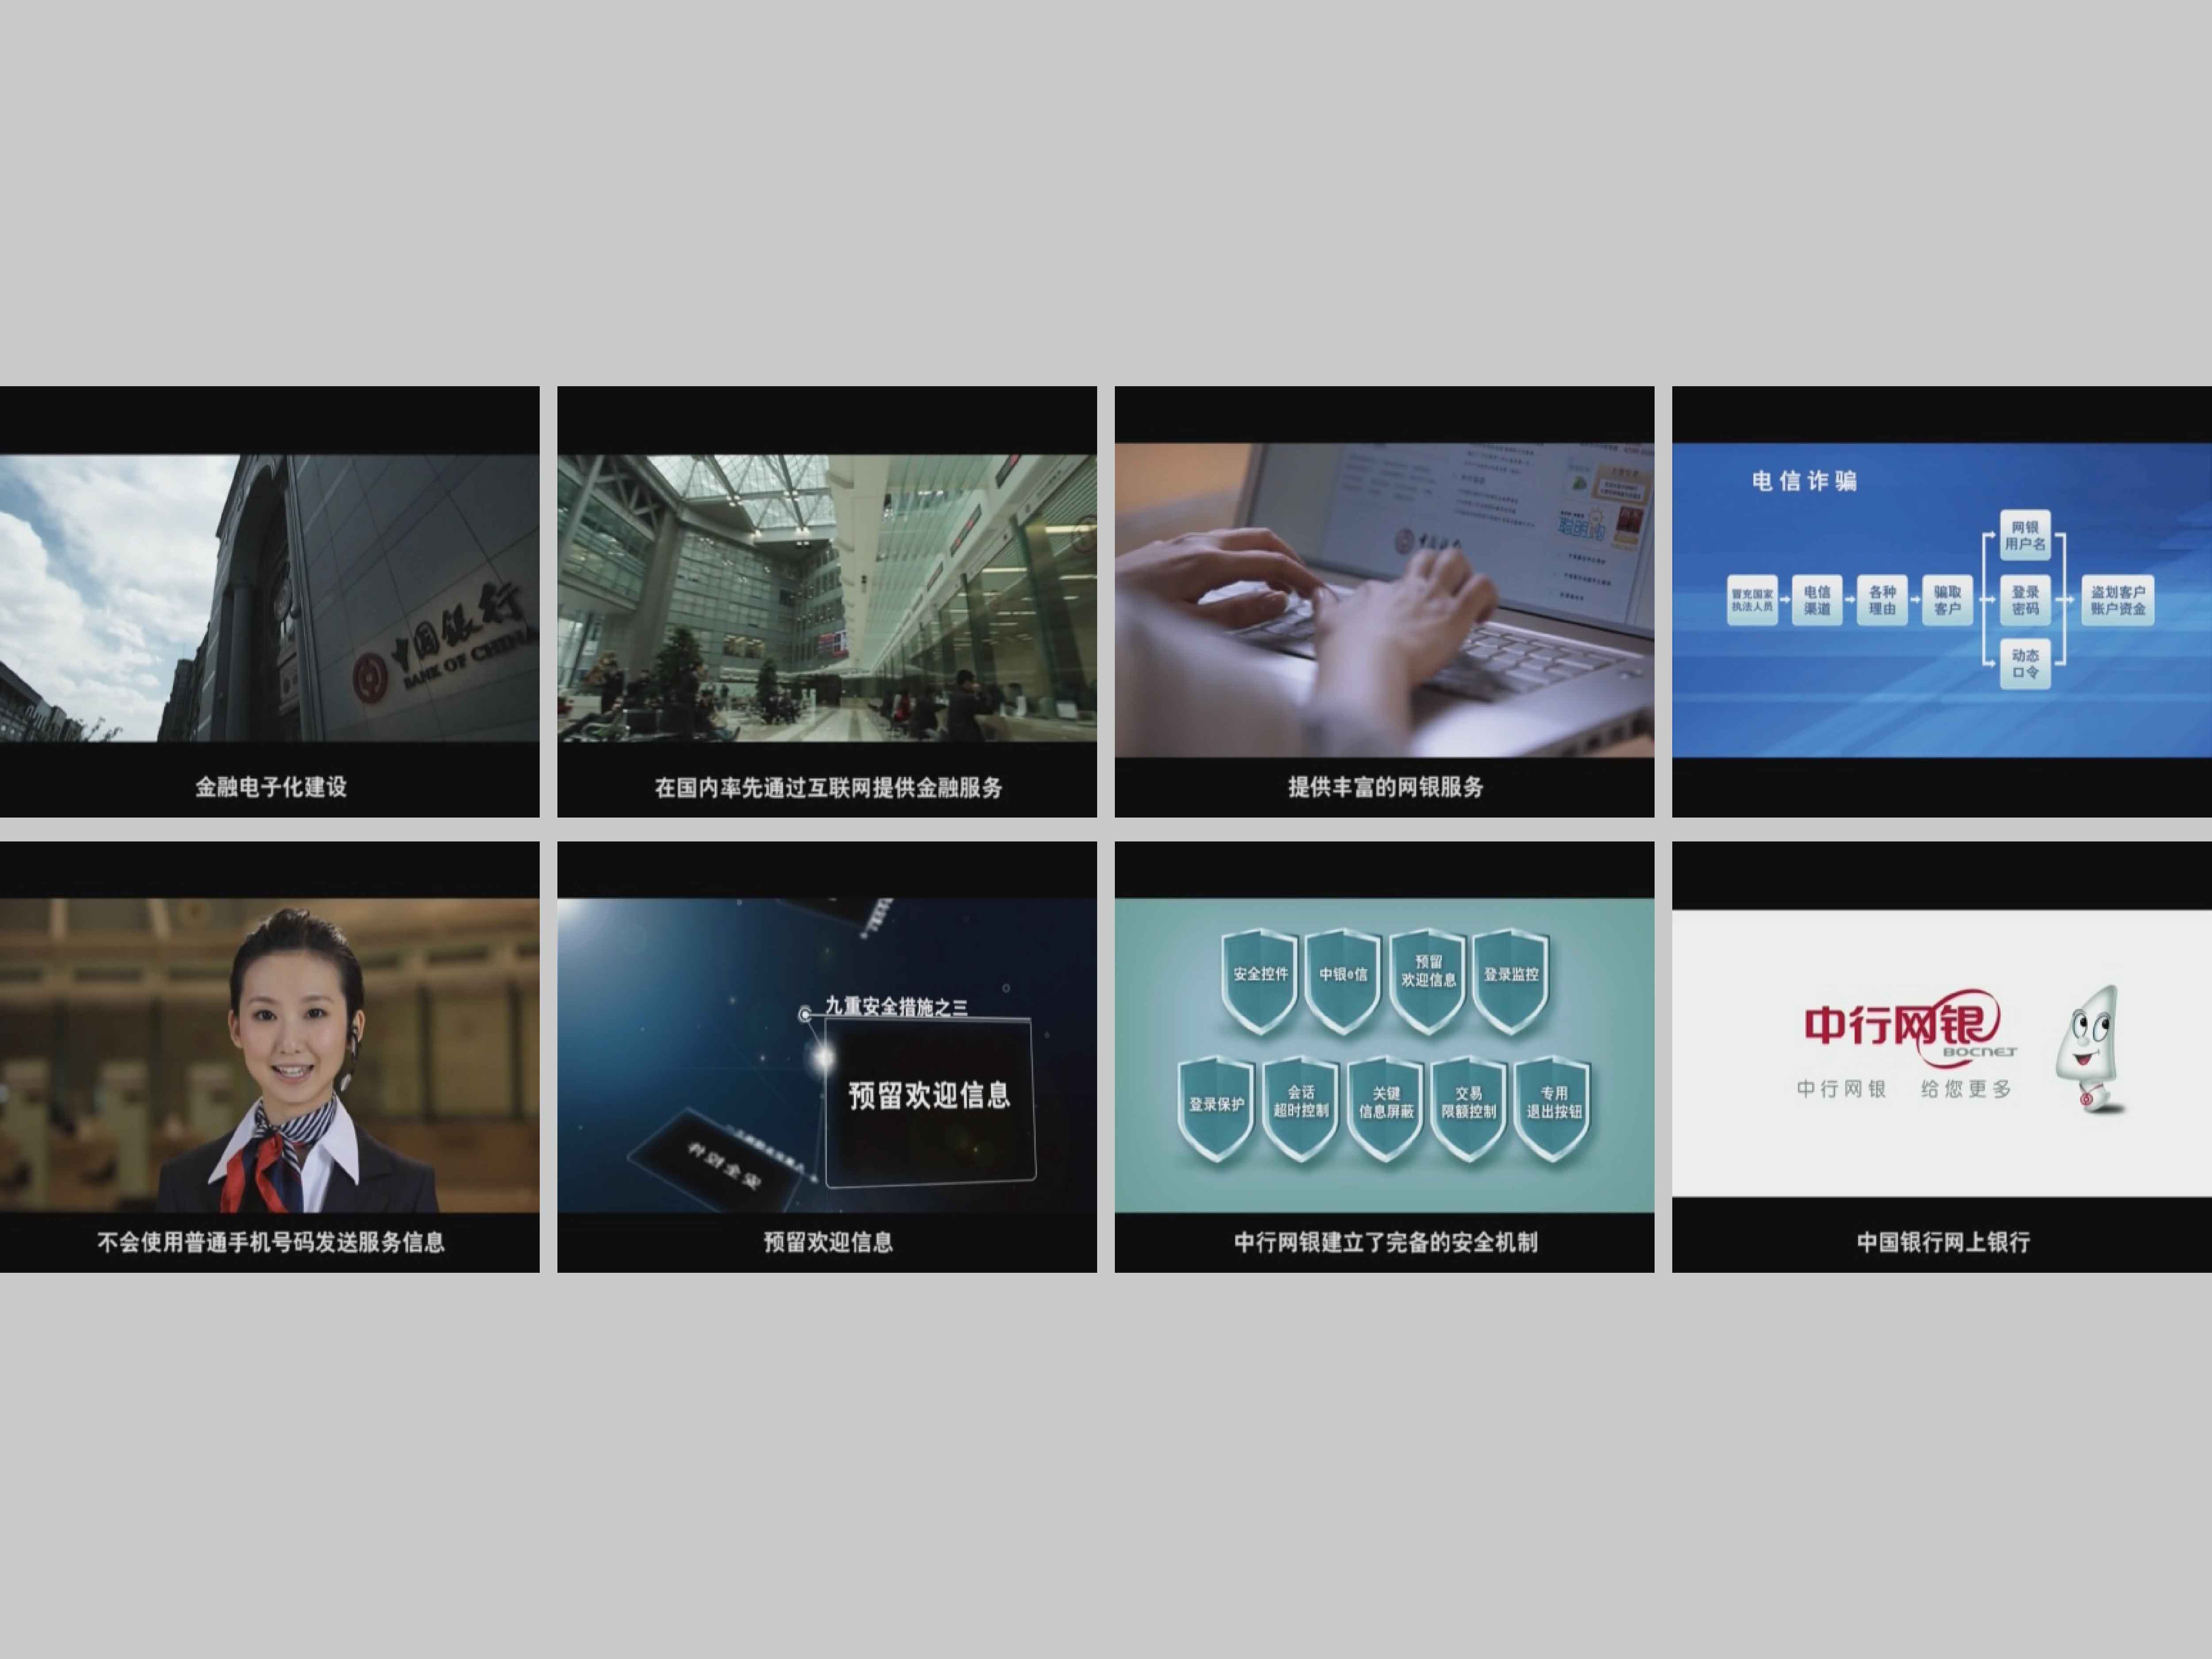 中国银行
BANK OF CHINA
金融电子化建设
在国内率先通过互联网提供金融服务
中国银行
提供丰富的网银服务
电信诈骗
冒充国家
执法人员
电信
渠道
各种
理由
骗取
客户
网银
用户名
登录
密码
动态
口令
盗划客户
账户资金
不会使用普通手机号码发送服务信息
九重安全措施之三
预留欢迎信息
预留欢迎信息
安全控件
中银e信
预留
欢迎信息
登录监控
登录保护
会话
超时控制
关键
信息屏蔽
交易
限额控制
专用
退出按钮
中行网银建立了完备的安全机制
中行网银
BOCNET
中行网银 给您更多
中国银行网上银行